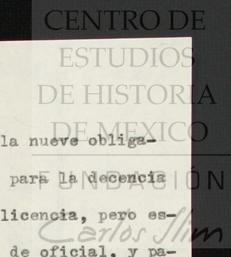 CENTRO DE
ESTUDIOS
DE HISTORIA
DE MEXICO
FUNDACIÓN
Carlos Slim
la nueve obliga-
para la decencia
licencia, pero es-
de oficial, y pa-